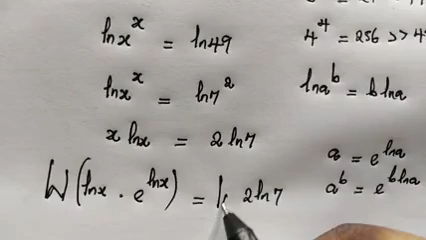 ln x^x = ln 49
ln x^x = ln 7^2
x ln x = 2 ln 7
W(ln x · e^{ln x}) = 2 ln 7
4^4 = 256 >> 4
ln a^b = b ln a
a = e^{ln a}
a^b = e^{b ln a}